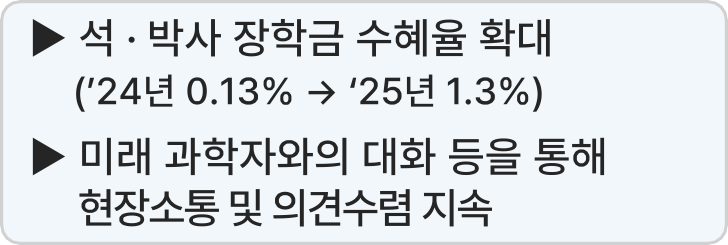 ▶ 석 · 박사 장학금 수혜율 확대
(’24년 0.13% → ‘25년 1.3%)
▶ 미래 과학자와의 대화 등을 통해
현장소통 및 의견수렴 지속